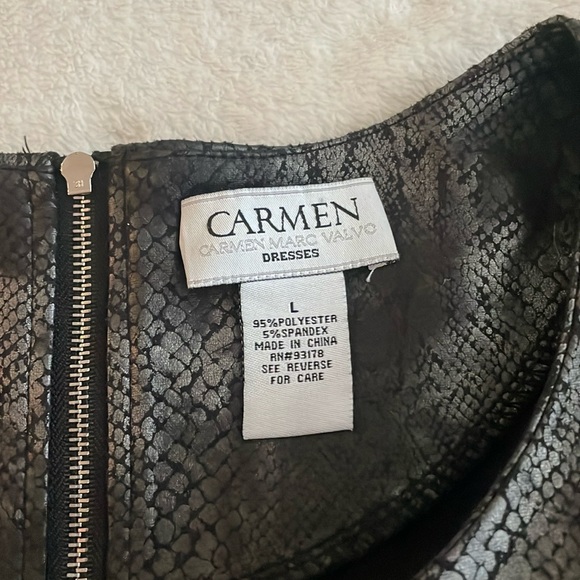 CARMEN
CARMEN MARC VALVO
DRESSES
L
95%POLYESTER
5%SPANDEX
MADE IN CHINA
RN#93178
SEE REVERSE
FOR CARE